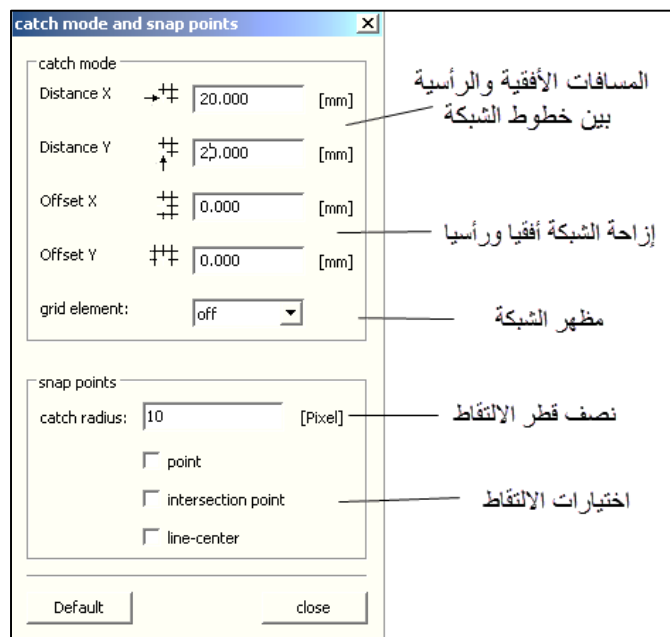 catch mode and snap points
catch mode
Distance X 20.000 [mm]
المسافات الأفقية والرأسية
بين خطوط الشبكة
Distance Y 20.000 [mm]
Offset X 0.000 [mm]
إزاحة الشبكة أفقيا ورأسيا
Offset Y 0.000 [mm]
grid element: off
مظهر الشبكة
snap points
catch radius: 10 [Pixel]
نصف قطر الالتقاط
point
intersection point
اختيارات الالتقاط
line-center
Default close